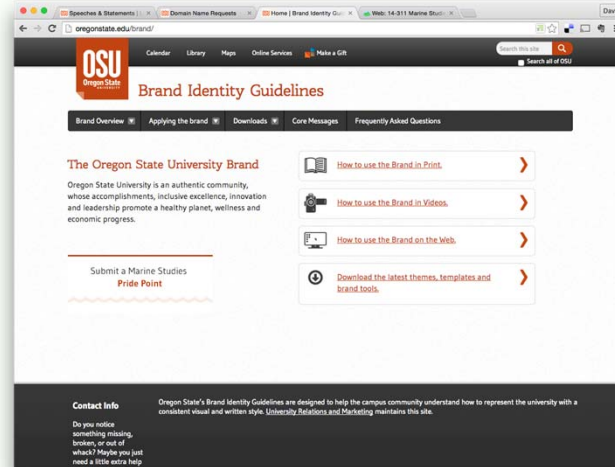 Speeches & Statements |
Domain Name Requests
Home | Brand Identity Gui
Web: 14-311 Marine Studi
Davi
oregonstate.edu/brand/
OSU
Oregon State
UNIVERSITY
Calendar
Library
Maps
Online Services
Make a Gift
Search this site
Search all of OSU
Brand Identity Guidelines
Brand Overview
Applying the brand
Downloads
Core Messages
Frequently Asked Questions
The Oregon State University Brand
Oregon State University is an authentic community,
whose accomplishments, inclusive excellence, innovation
and leadership promote a healthy planet, wellness and
economic progress.
Submit a Marine Studies
Pride Point
How to use the Brand in Print.
How to use the Brand in Videos.
How to use the Brand on the Web.
Download the latest themes, templates and
brand tools.
Contact Info
Do you notice
something missing,
broken, or out of
whack? Maybe you just
need a little extra help
Oregon State's Brand Identity Guidelines are designed to help the campus community understand how to represent the university with a
consistent visual and written style. University Relations and Marketing maintains this site.